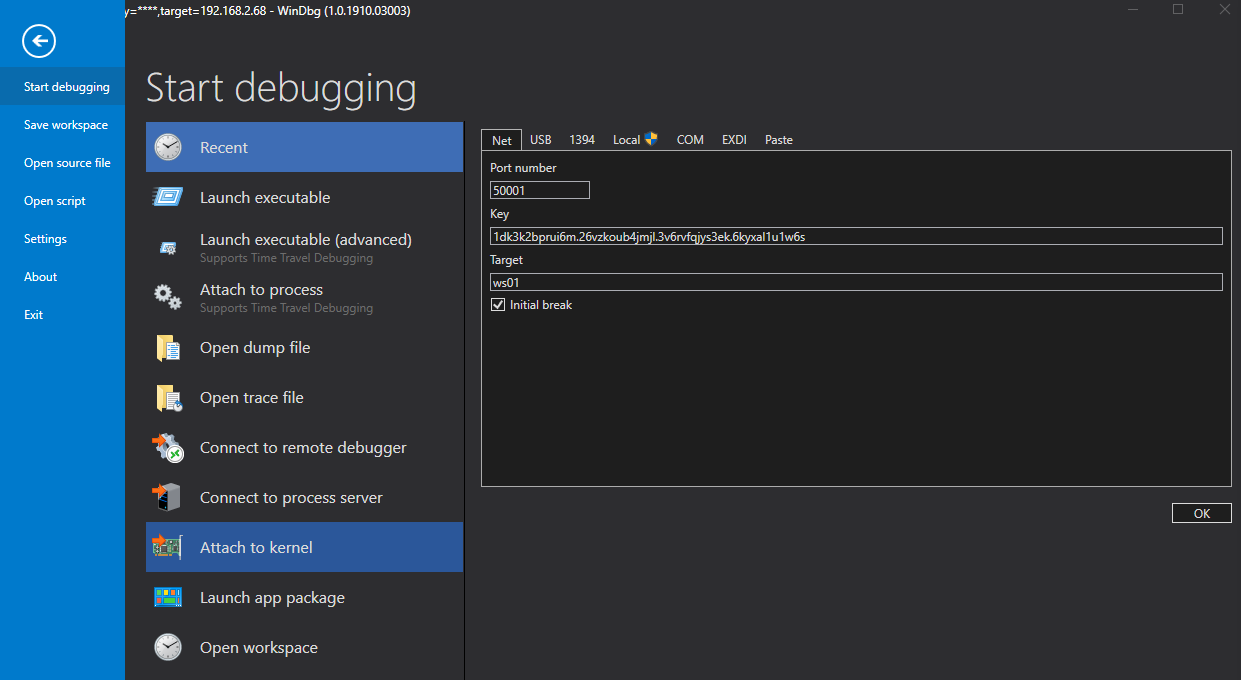 y=****,target=192.168.2.68 - WinDbg (1.0.1910.03003)
Start debugging
Save workspace
Open source file
Open script
Settings
About
Exit
Start debugging
Recent
Launch executable
Launch executable (advanced)
Supports Time Travel Debugging
Attach to process
Supports Time Travel Debugging
Open dump file
Open trace file
Connect to remote debugger
Connect to process server
Attach to kernel
Launch app package
Open workspace
Net USB 1394 Local COM EXDI Paste
Port number
50001
Key
1dk3k2bprui6m.26vzkoub4jmjl.3v6rvfqjys3ek.6kyxal1u1w6s
Target
ws01
Initial break
OK